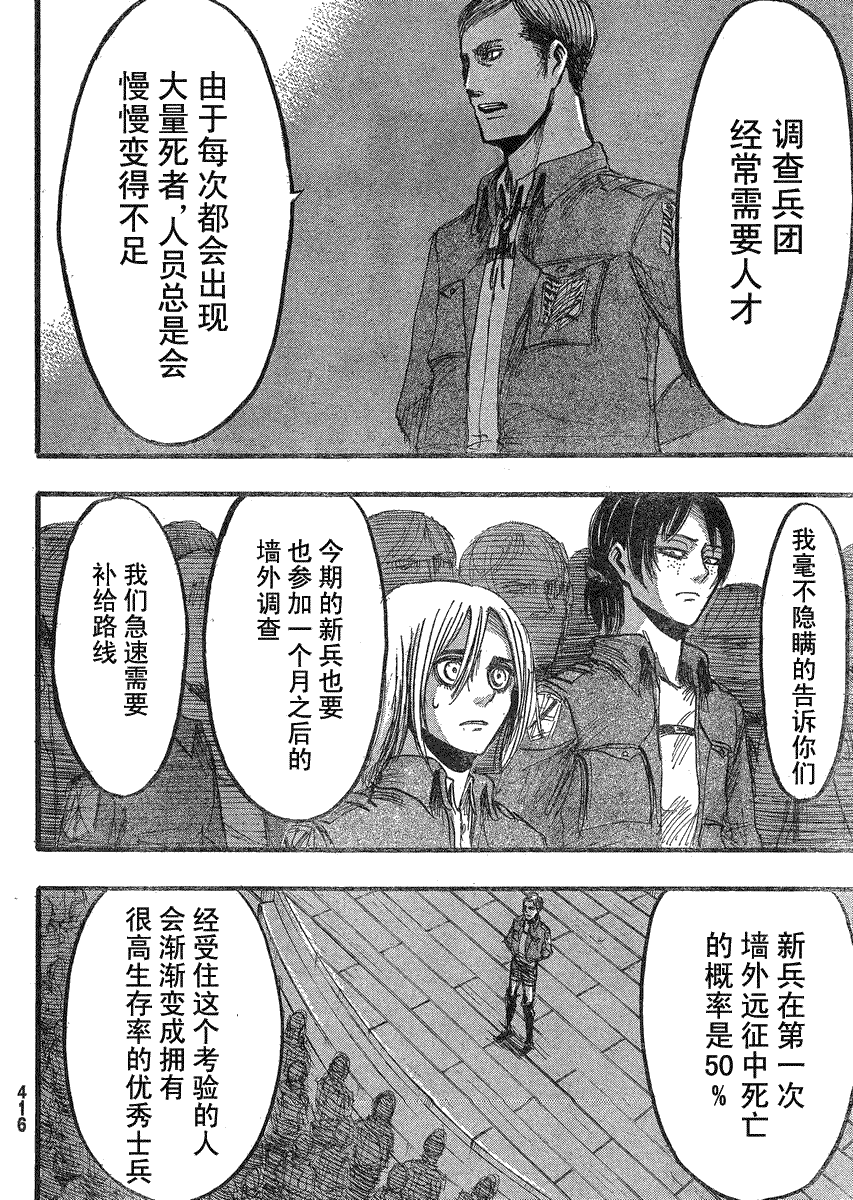 调查兵团
经常需要人才
由于每次都会出现
大量死者，人员总是会
慢慢变得不足
我毫不隐瞒的告诉你们
今期的新兵也要
也参加一个月之后的
墙外调查
我们急速需要
补给路线
新兵在第一次
墙外远征中死亡
的概率是50%
经受住这个考验的人
会渐渐变成拥有
很高生存率的优秀士兵
416